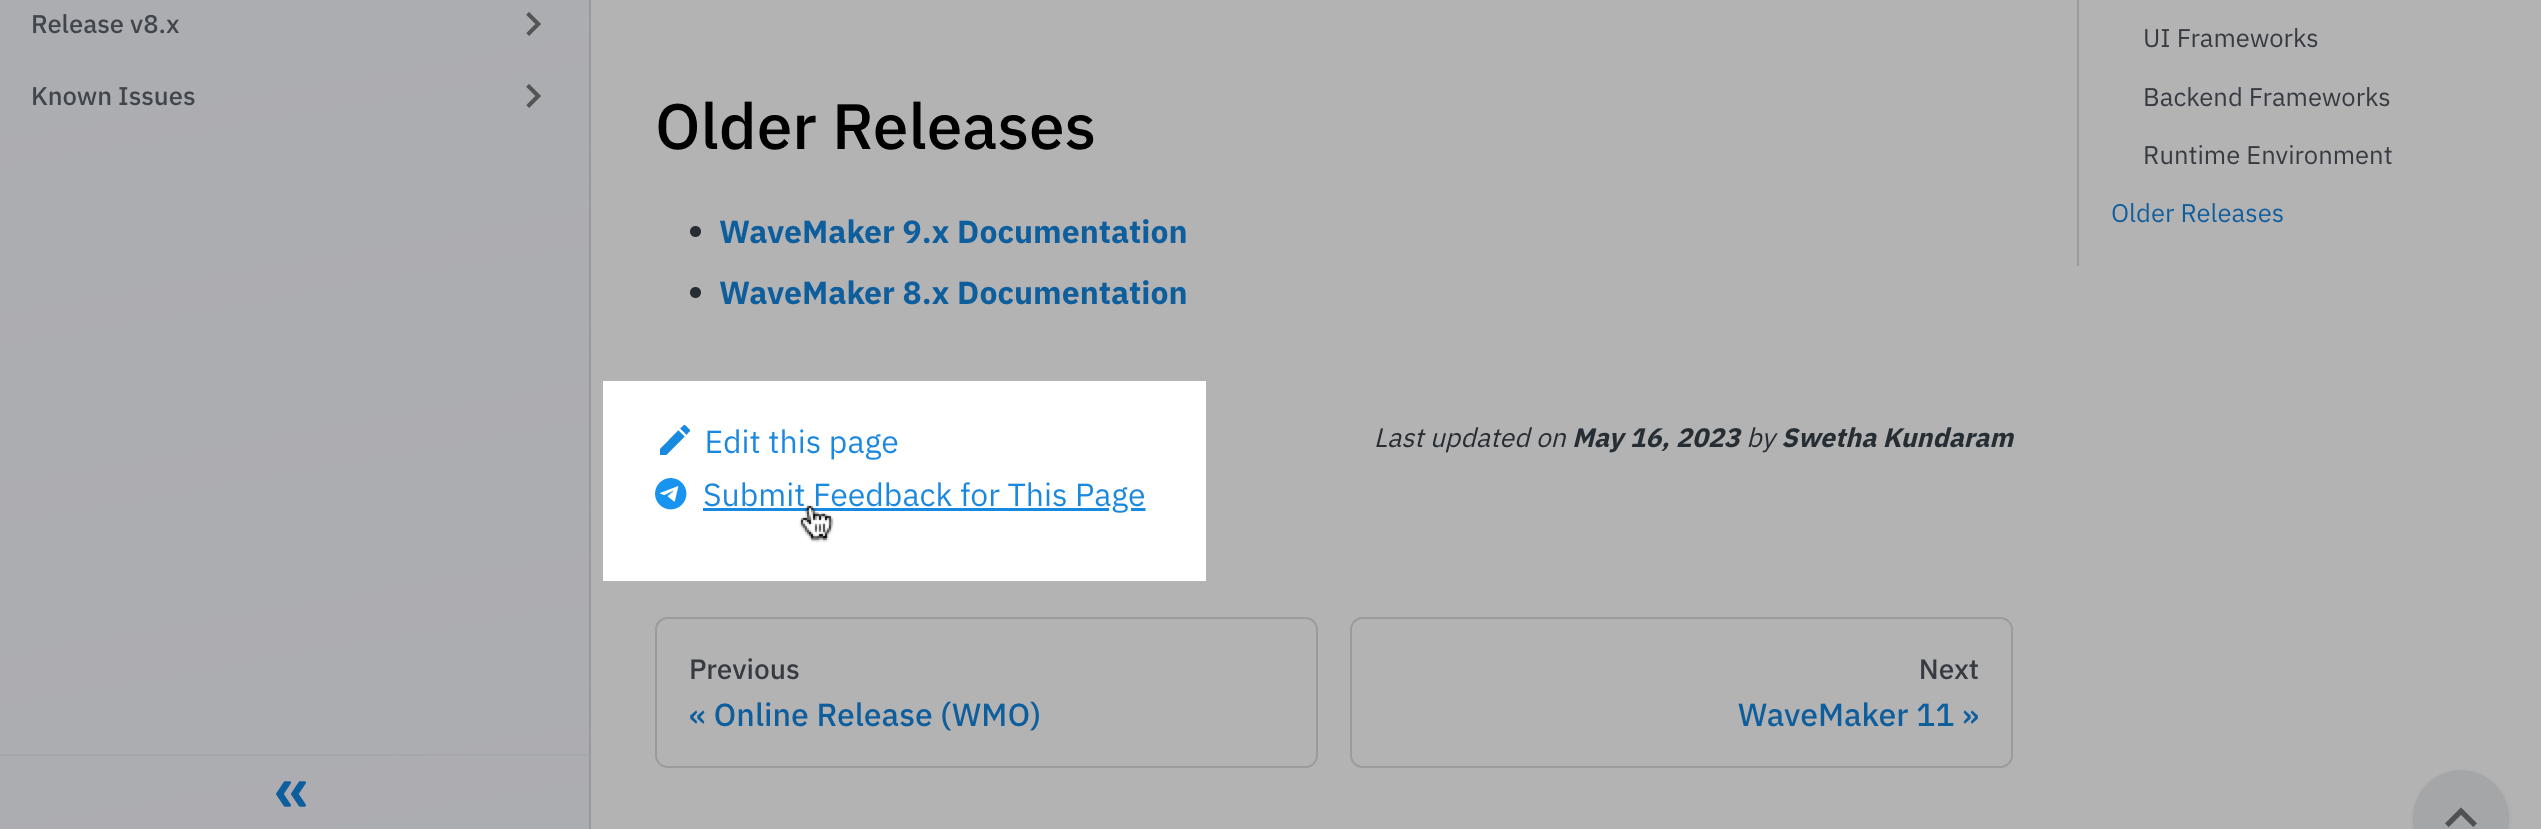 Release v8.x
Known Issues
Older Releases
WaveMaker 9.x Documentation
WaveMaker 8.x Documentation
Edit this page
Submit Feedback for This Page
Last updated on May 16, 2023 by Swetha Kundaram
Previous
« Online Release (WMO)
Next
WaveMaker 11 »
UI Frameworks
Backend Frameworks
Runtime Environment
Older Releases